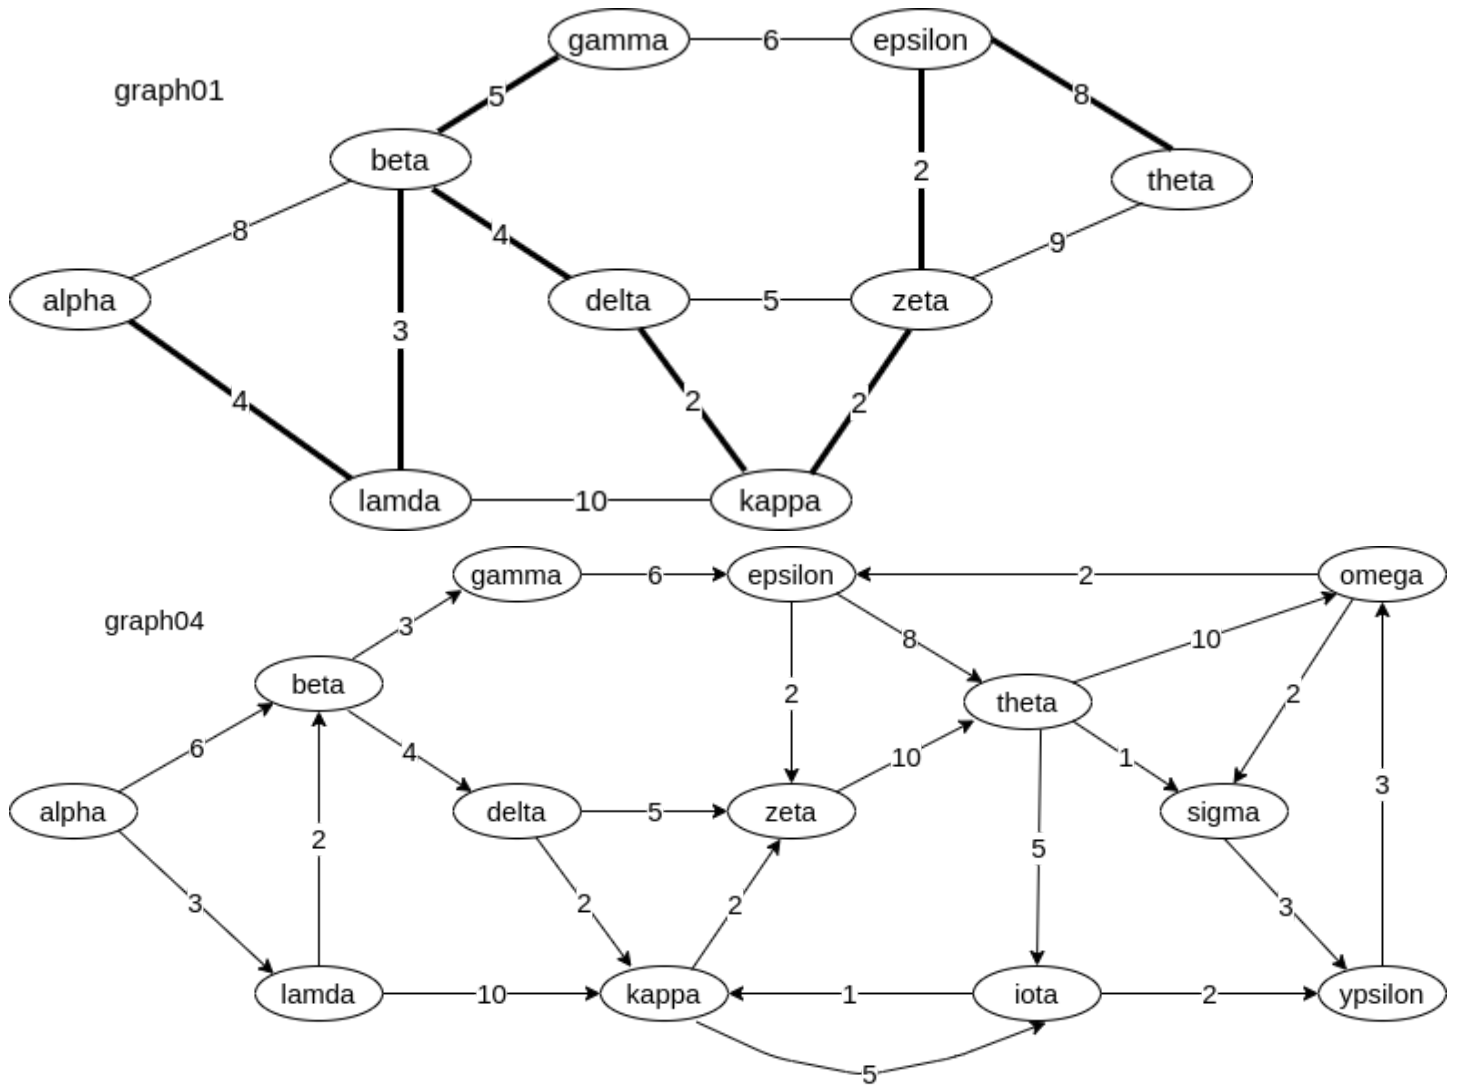 gamma 6 epsilon
graph01
5
8
beta
2
theta
8
4
9
alpha
delta 5 zeta
3
4
2
2
lamda 10 kappa
gamma 6 epsilon 2 omega
graph04
3
8
10
beta
2
2
theta
6
4
10
1
alpha
delta 5 zeta
sigma
3
2
5
3
2
2
3
lamda 10 kappa 1 iota 2 ypsilon
5